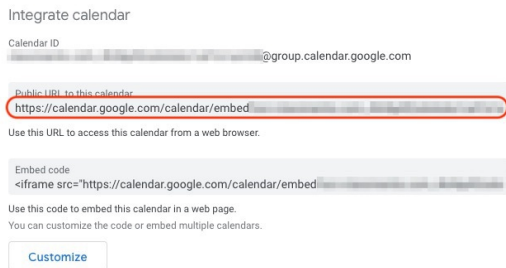 Integrate calendar
Calendar ID
@group.calendar.google.com
Public URL to this calendar
https://calendar.google.com/calendar/embed
Use this URL to access this calendar from a web browser.
Embed code
<iframe src="https://calendar.google.com/calendar/embed
Use this code to embed this calendar in a web page.
You can customize the code or embed multiple calendars.
Customize